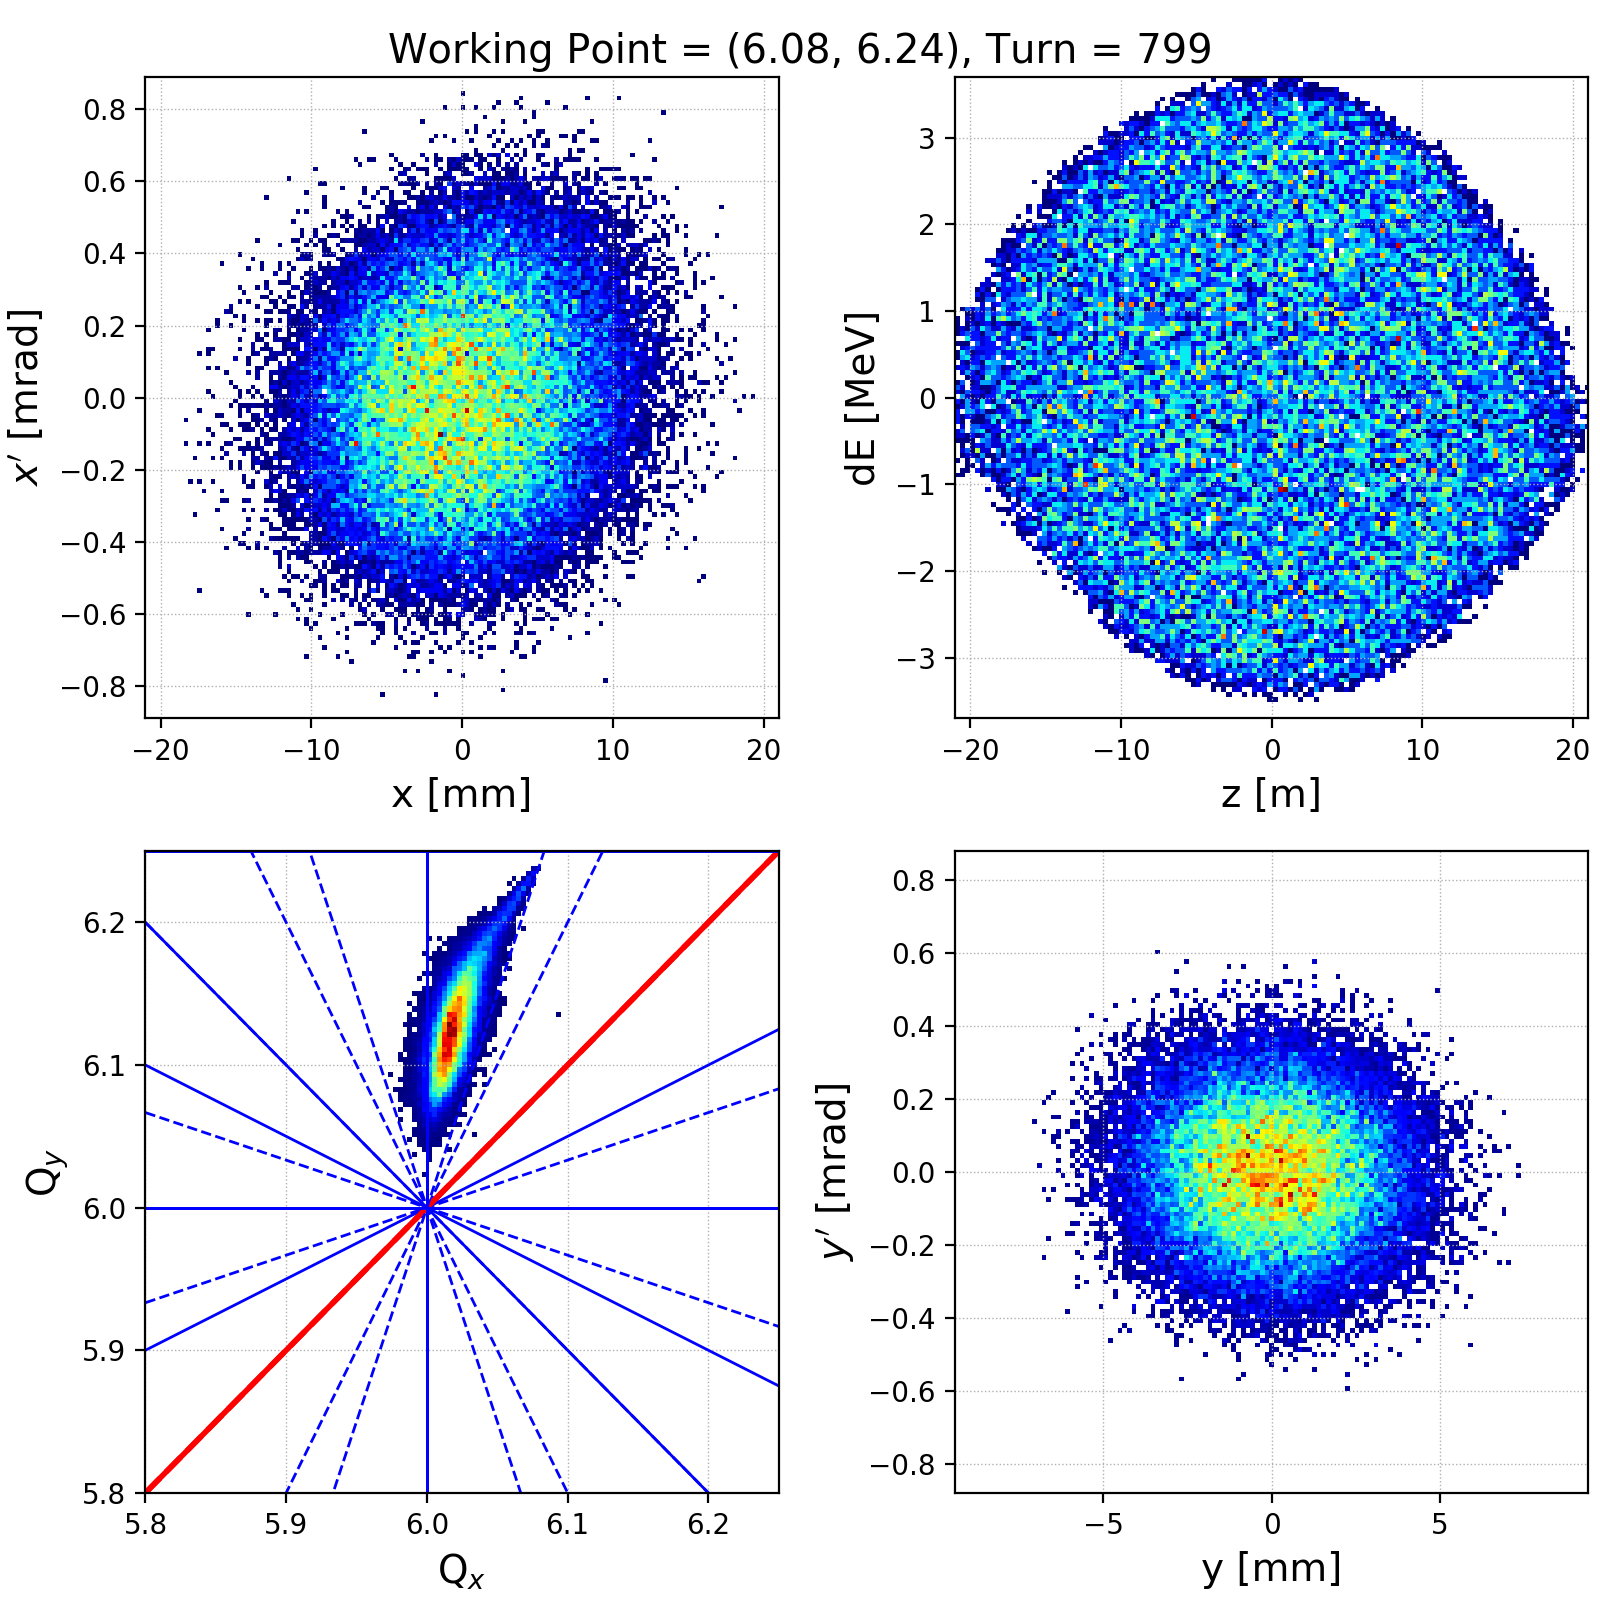 Working Point = (6.08, 6.24), Turn = 799
0.8
0.6
0.4
0.2
0.0
−0.2
−0.4
−0.6
−0.8
x′ [mrad]
−20 −10 0 10 20
x [mm]
3
2
1
0
−1
−2
−3
dE [MeV]
−20 −10 0 10 20
z [m]
6.2
6.1
6.0
5.9
5.8
Qy
5.8 5.9 6.0 6.1 6.2
Qx
0.8
0.6
0.4
0.2
0.0
−0.2
−0.4
−0.6
−0.8
y′ [mrad]
−5 0 5
y [mm]